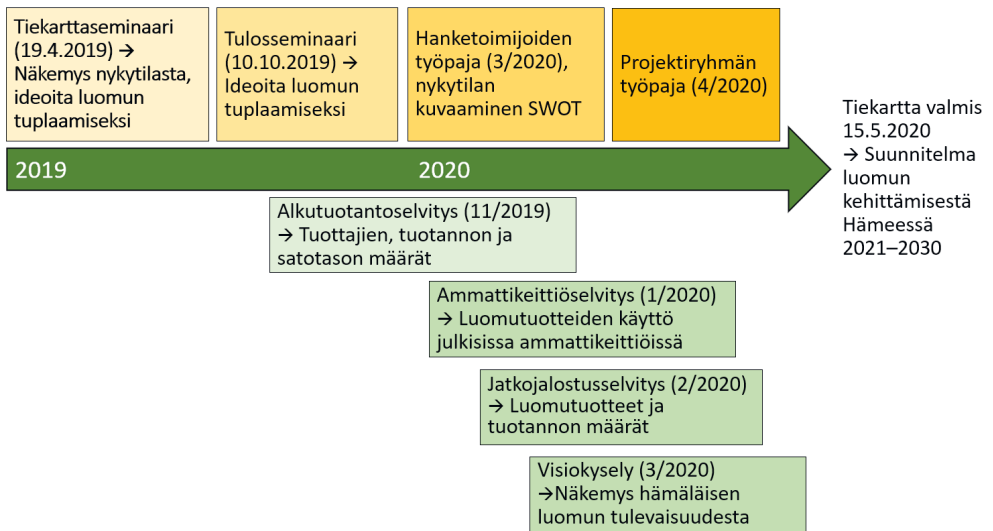 Tiekarttaseminaari
(19.4.2019) →
Näkemys nykytilasta,
ideoita luomun
tuplaamiseksi
Tulosseminaari
(10.10.2019) →
Ideoita luomun
tuplaamiseksi
Hanketoimijoiden
työpaja (3/2020),
nykytilan
kuvaaminen SWOT
Projektiryhmän
työpaja (4/2020)
2019
2020
Tiekartta valmis
15.5.2020
→ Suunnitelma
luomun
kehittämisestä
Hämeessä
2021–2030
Alkutuotantoselvitys (11/2019)
→ Tuottajien, tuotannon ja
satotason määrät
Ammattikeittiöselvitys (1/2020)
→ Luomutuotteiden käyttö
julkisissa ammattikeittiöissä
Jatkojalostusselvitys (2/2020)
→ Luomutuotteet ja
tuotannon määrät
Visiokysely (3/2020)
→Näkemys hämäläisen
luomun tulevaisuudesta